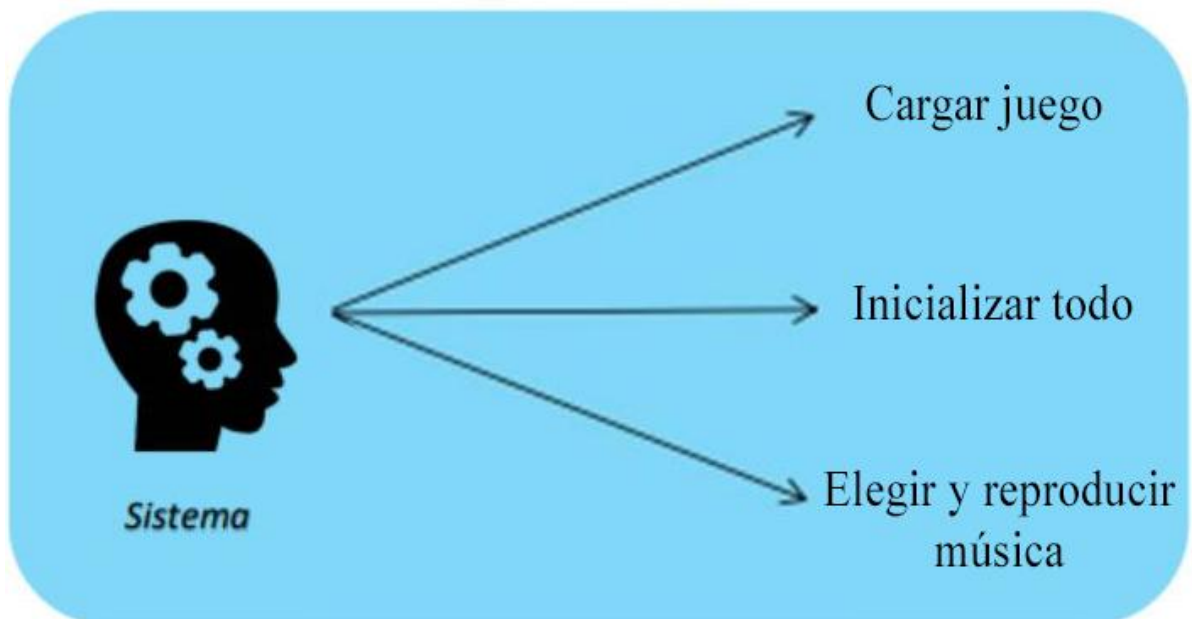 Cargar juego
Inicializar todo
Elegir y reproducir
música
Sistema